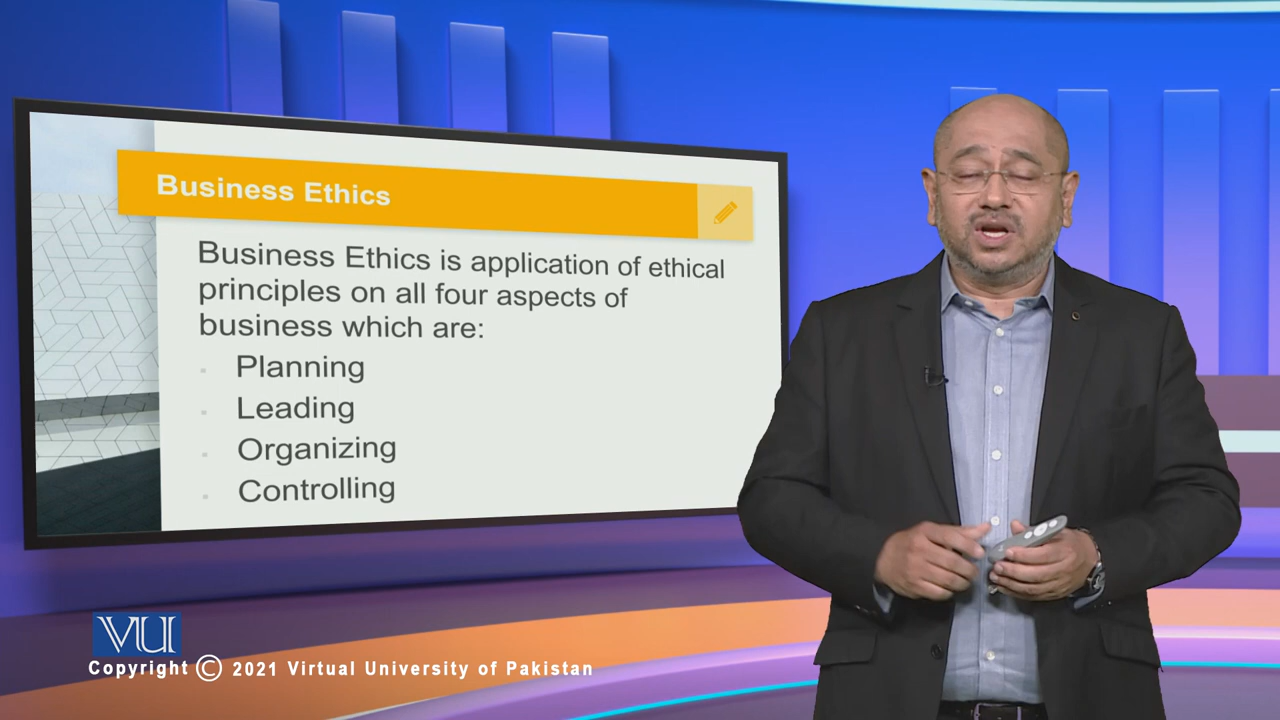 Business Ethics
Business Ethics is application of ethical
principles on all four aspects of
business which are:
Planning
Leading
Organizing
Controlling
VU
Copyright © 2021 Virtual University of Pakistan